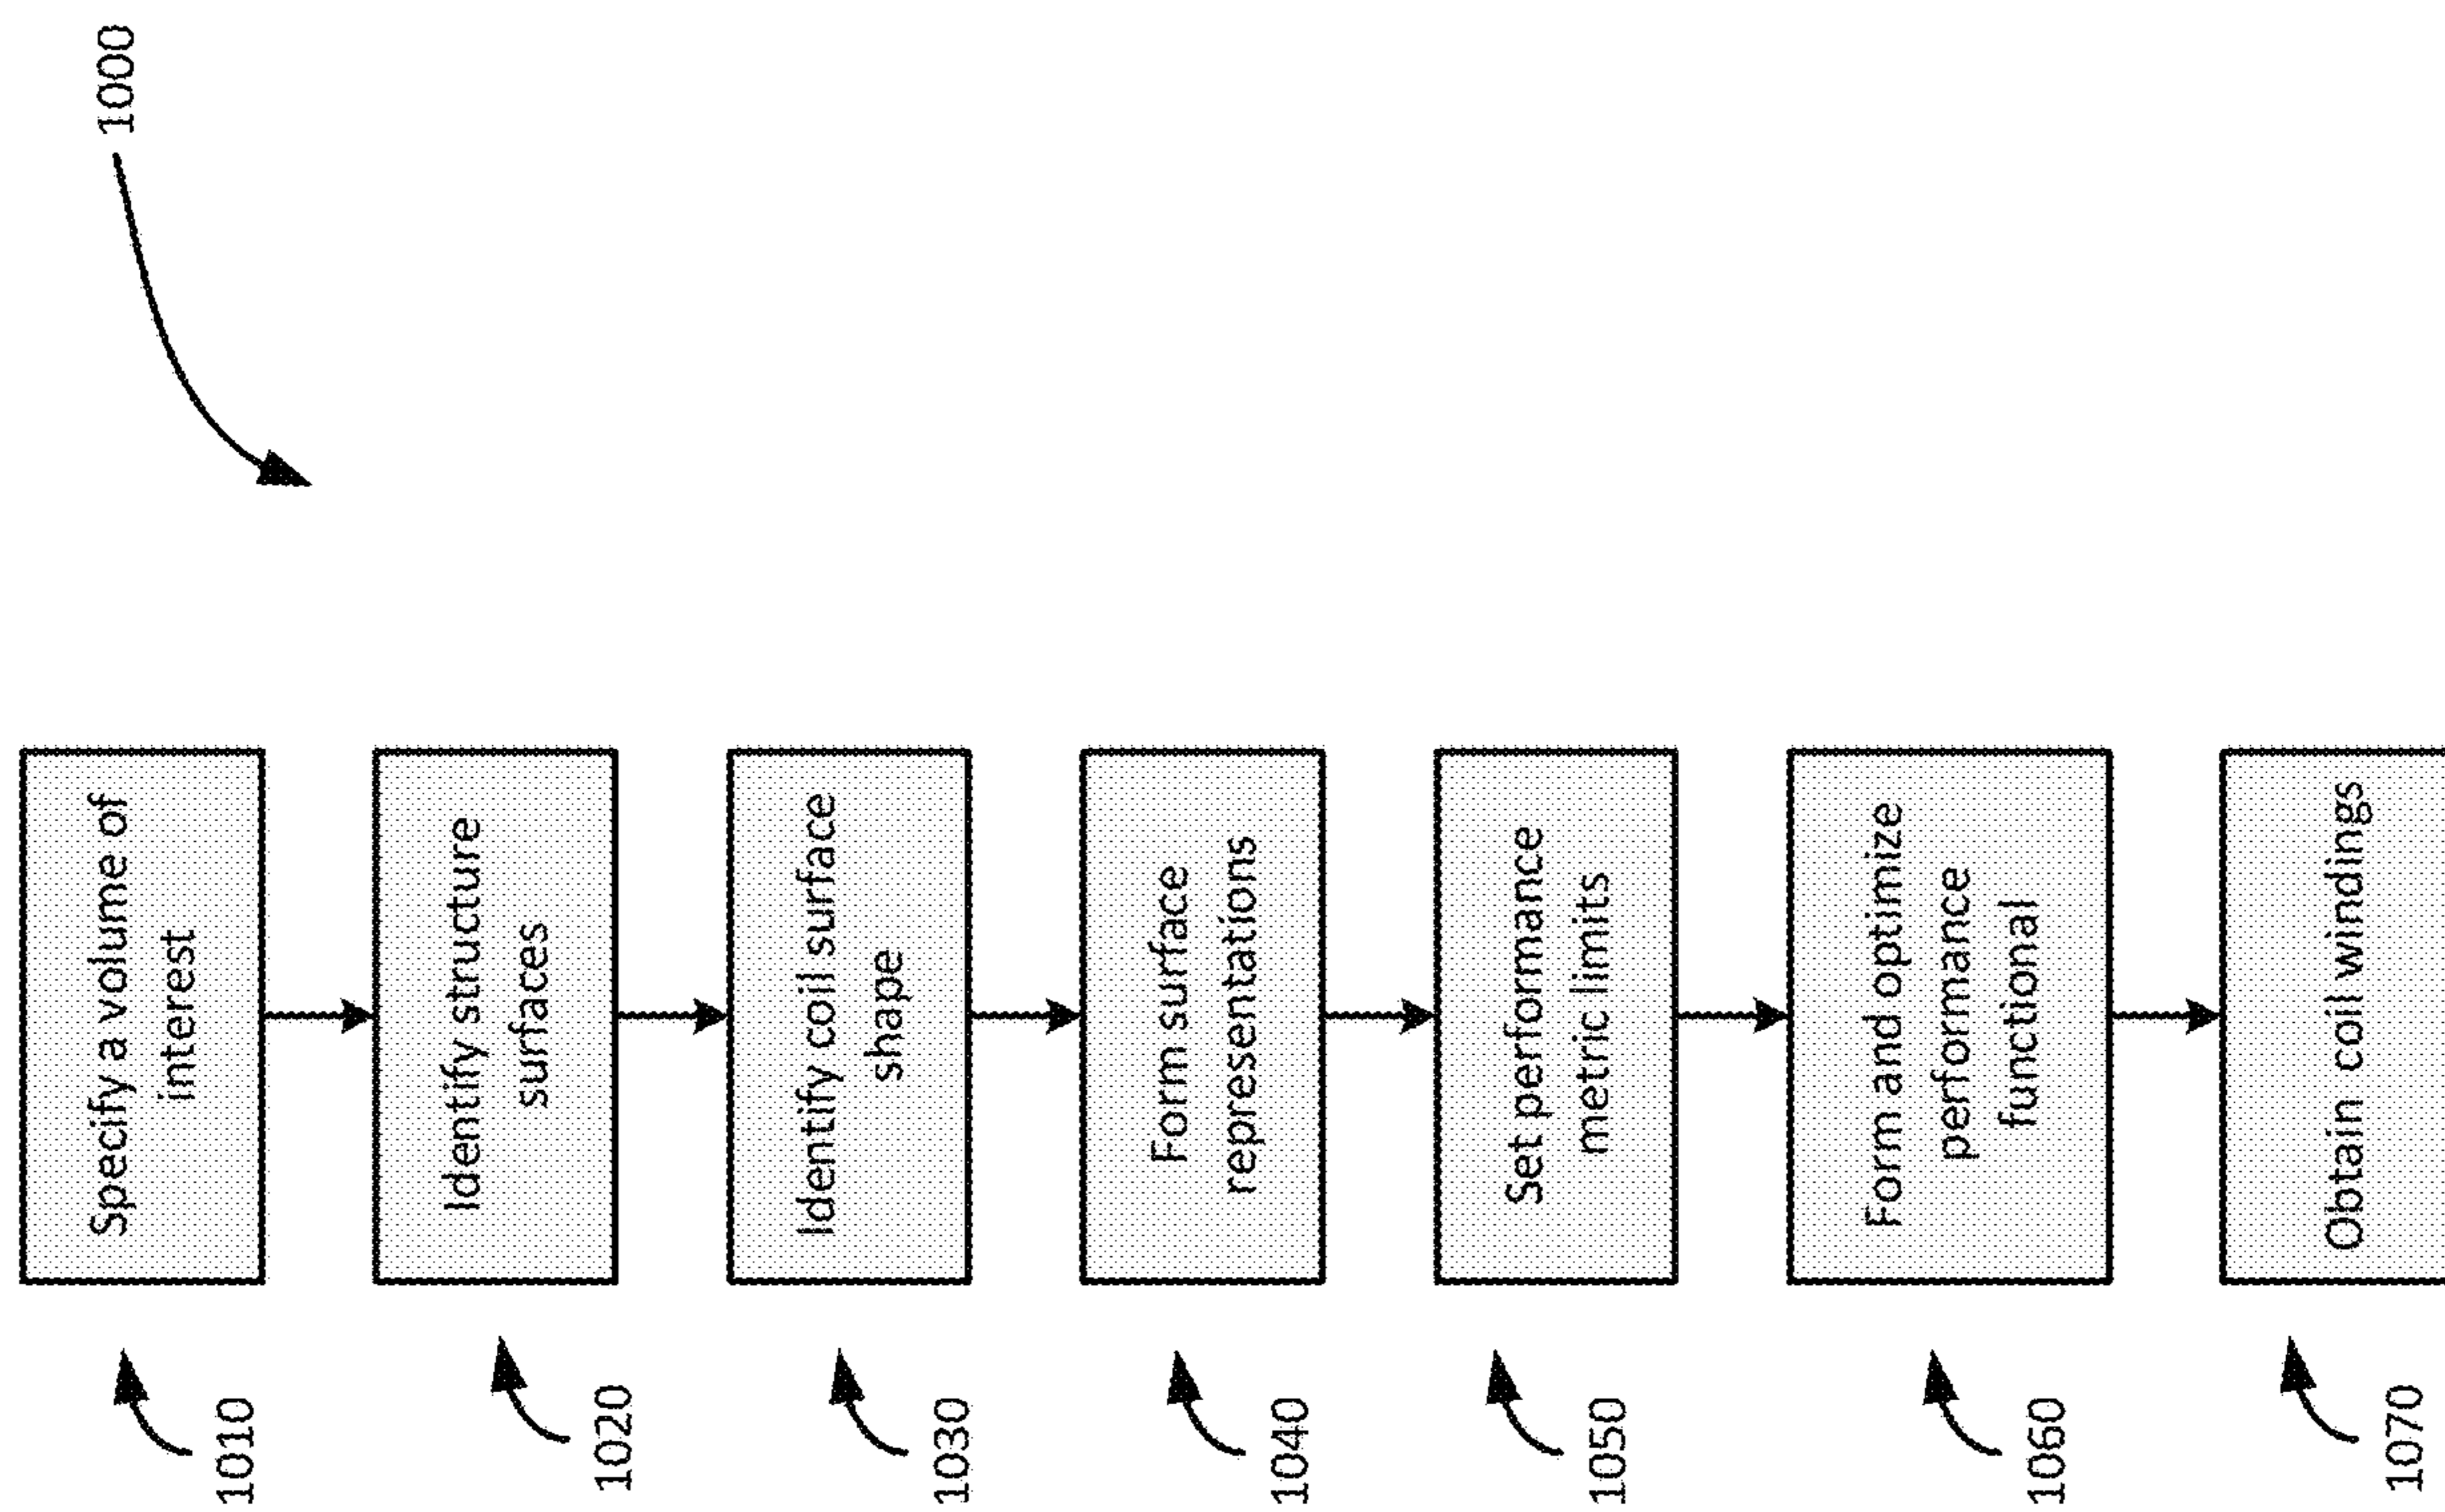 1000
1010
Specify a volume of
interest
1020
Identify structure
surfaces
1030
Identify coil surface
shape
1040
Form surface
representations
1050
Set performance
metric limits
1060
Form and optimize
performance
functional
1070
Obtain coil windings